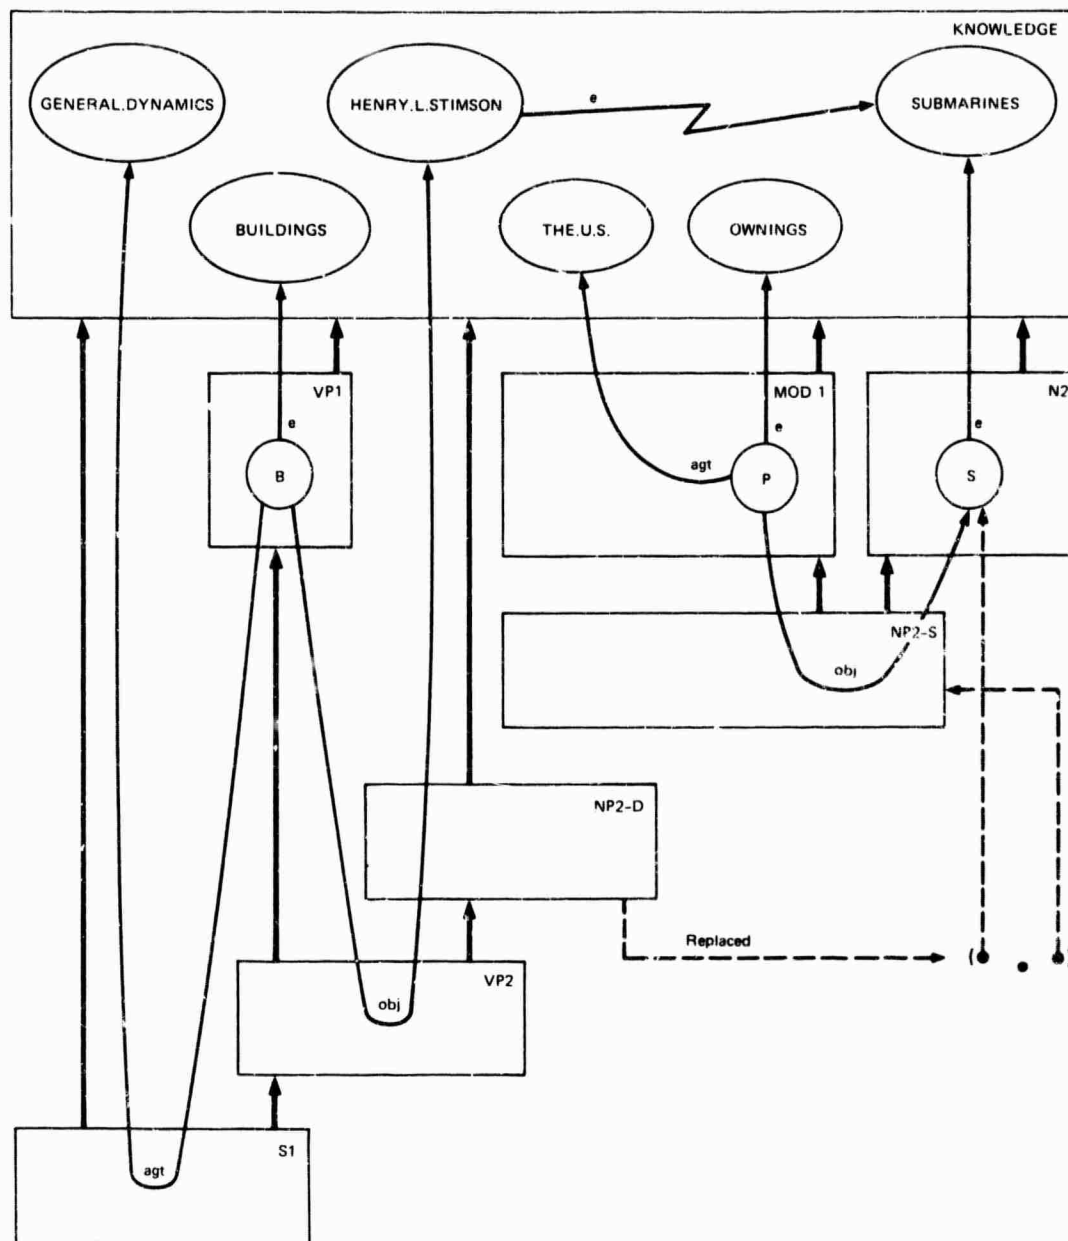 KNOWLEDGE
GENERAL.DYNAMICS
HENRY.L.STIMSON
e
SUBMARINES
BUILDINGS
THE.U.S.
OWNINGS
VP1
MOD 1
N2
e
e
e
B
agt
P
S
NP2-S
obj
NP2-D
Replaced
( . )
VP2
obj
S1
agt